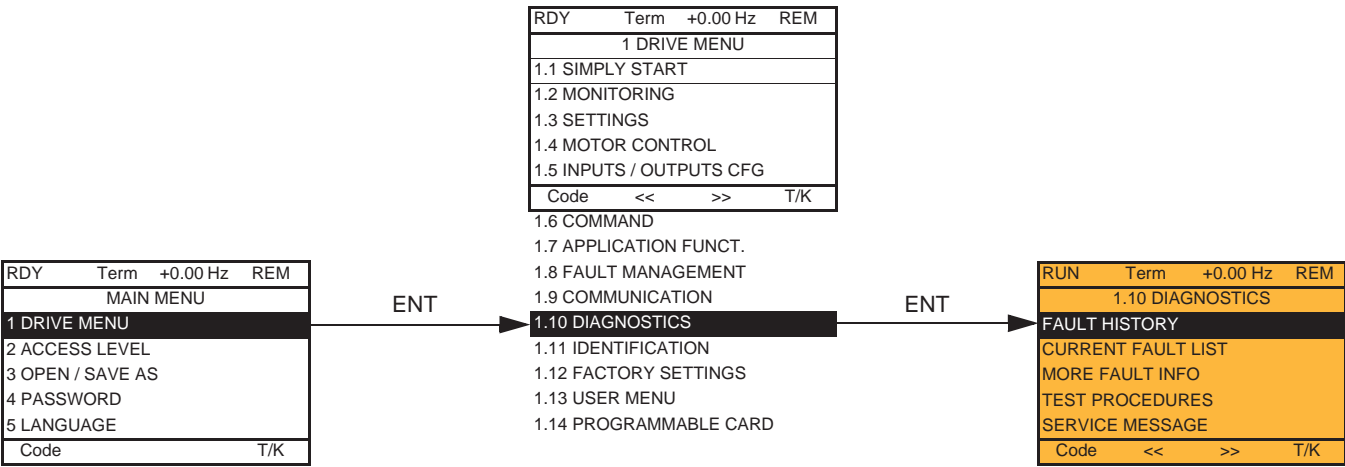 RDY Term +0.00 Hz REM
MAIN MENU
1 DRIVE MENU
2 ACCESS LEVEL
3 OPEN / SAVE AS
4 PASSWORD
5 LANGUAGE
Code T/K
ENT
RDY Term +0.00 Hz REM
1 DRIVE MENU
1.1 SIMPLY START
1.2 MONITORING
1.3 SETTINGS
1.4 MOTOR CONTROL
1.5 INPUTS / OUTPUTS CFG
Code << >> T/K
1.6 COMMAND
1.7 APPLICATION FUNCT.
1.8 FAULT MANAGEMENT
1.9 COMMUNICATION
1.10 DIAGNOSTICS
1.11 IDENTIFICATION
1.12 FACTORY SETTINGS
1.13 USER MENU
1.14 PROGRAMMABLE CARD
ENT
RUN Term +0.00 Hz REM
1.10 DIAGNOSTICS
FAULT HISTORY
CURRENT FAULT LIST
MORE FAULT INFO
TEST PROCEDURES
SERVICE MESSAGE
Code << >> T/K